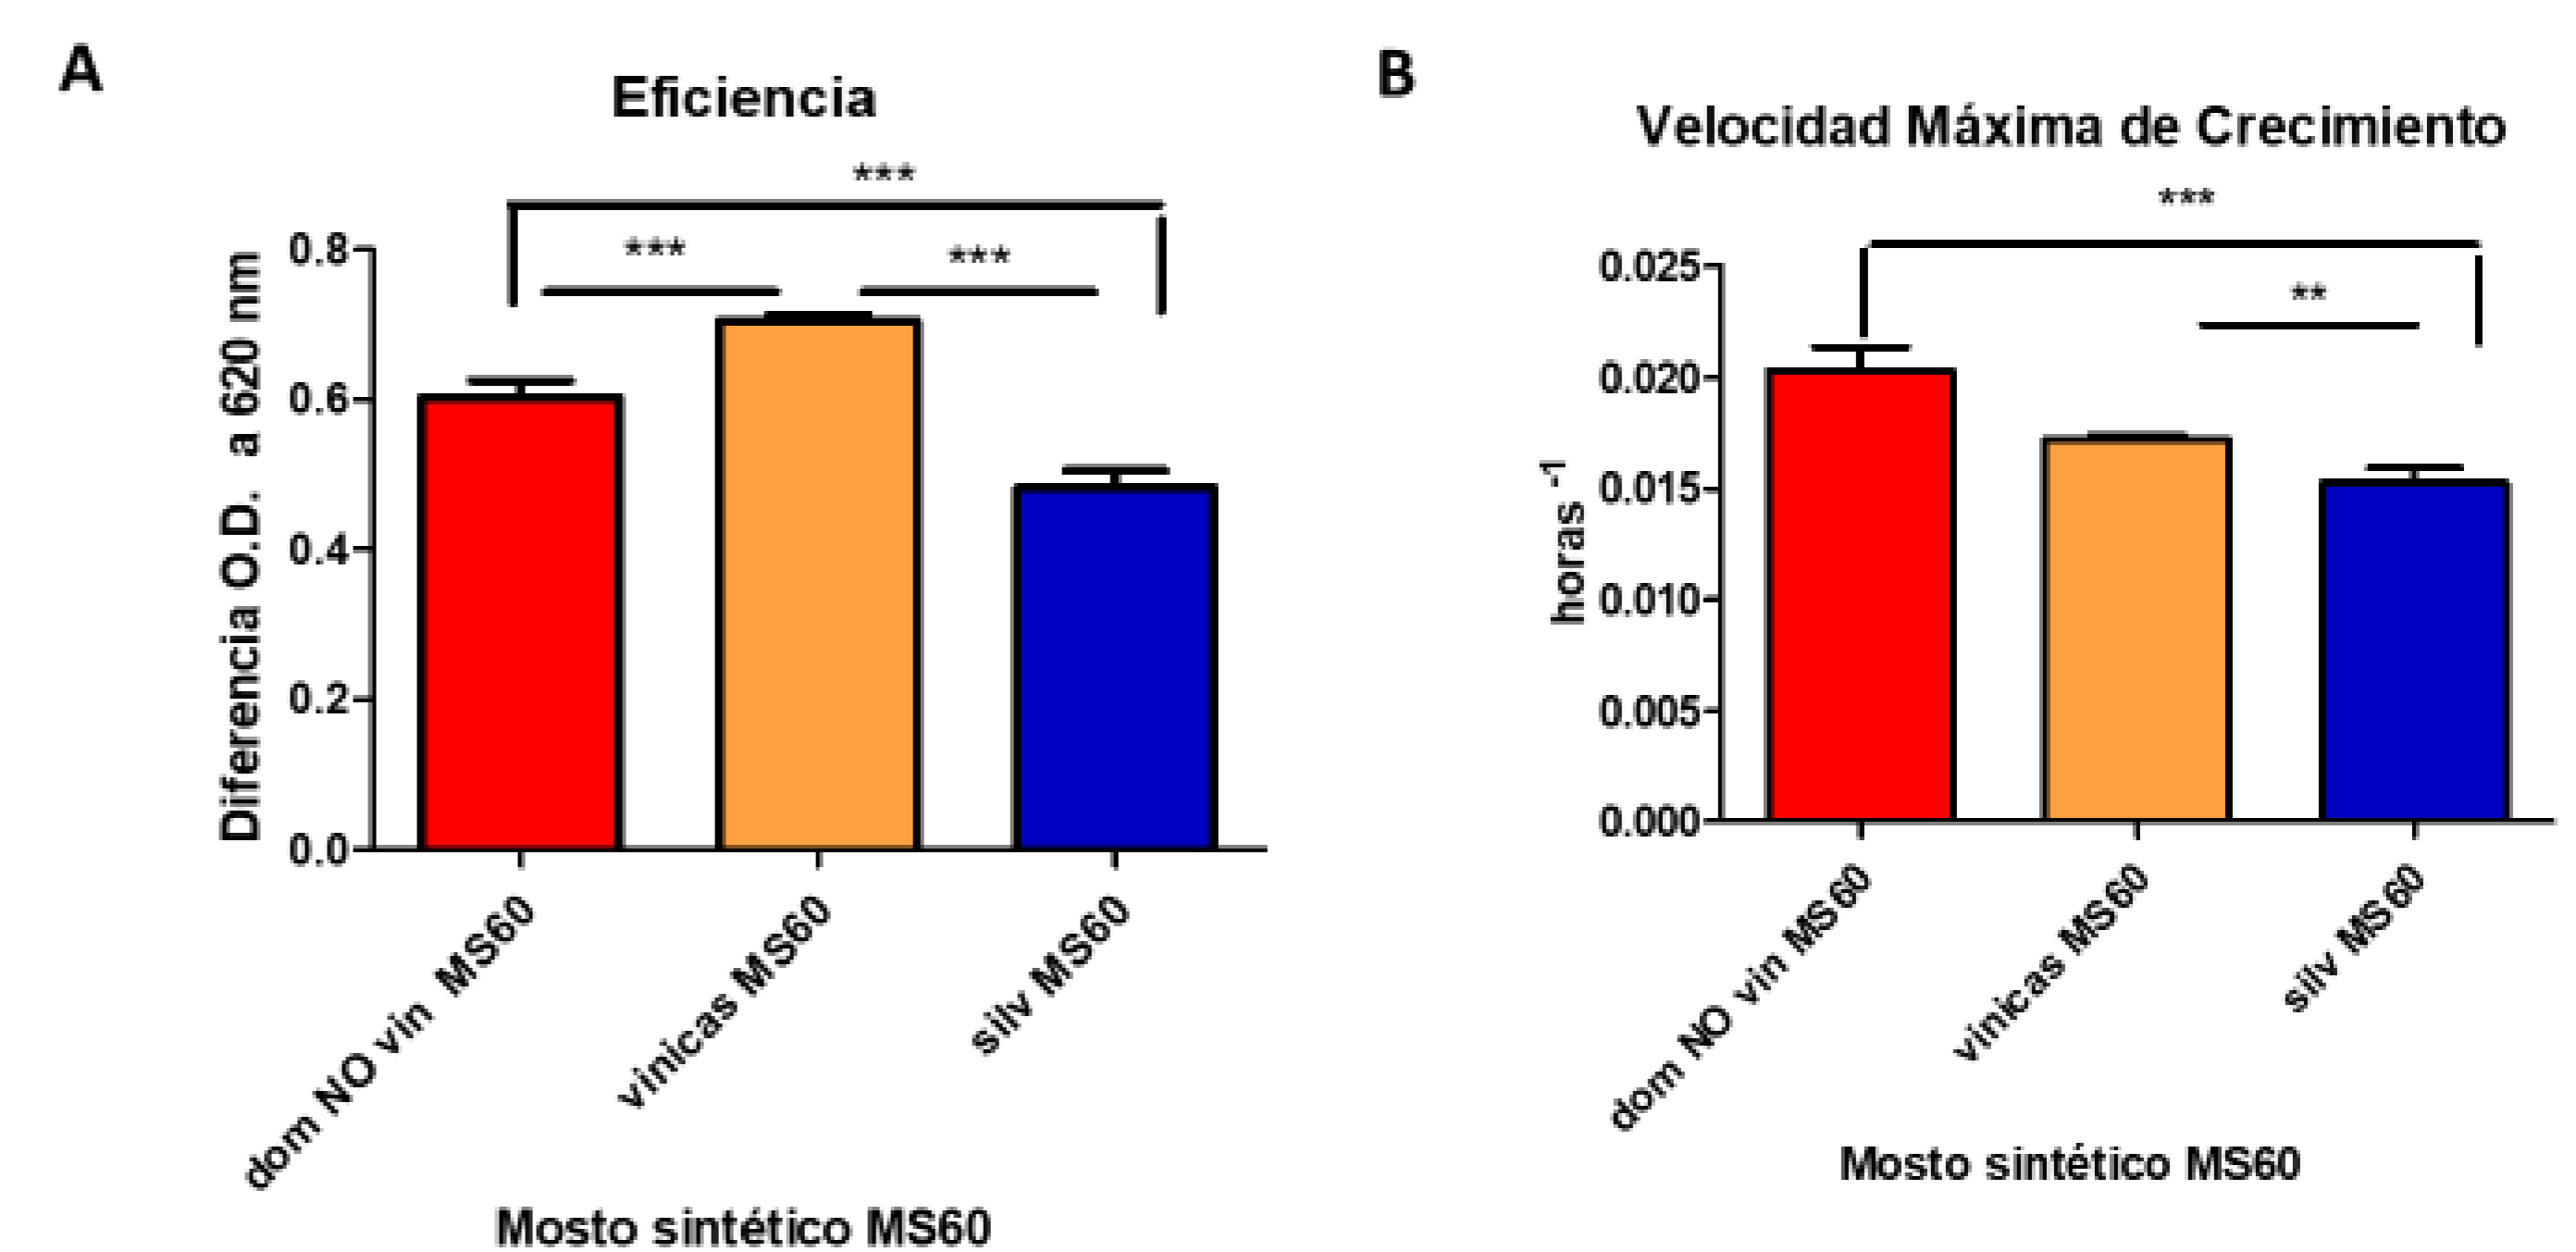 A
Eficiencia
***
***
***
Diferencia O.D. a 620 nm
0.8
0.6
0.4
0.2
0.0
dom NO vin MS60
vinicas MS60
silv MS60
Mosto sintético MS60
B
Velocidad Máxima de Crecimiento
***
**
horas -1
0.025
0.020
0.015
0.010
0.005
0.000
dom NO vin MS60
vinicas MS60
silv MS60
Mosto sintético MS60